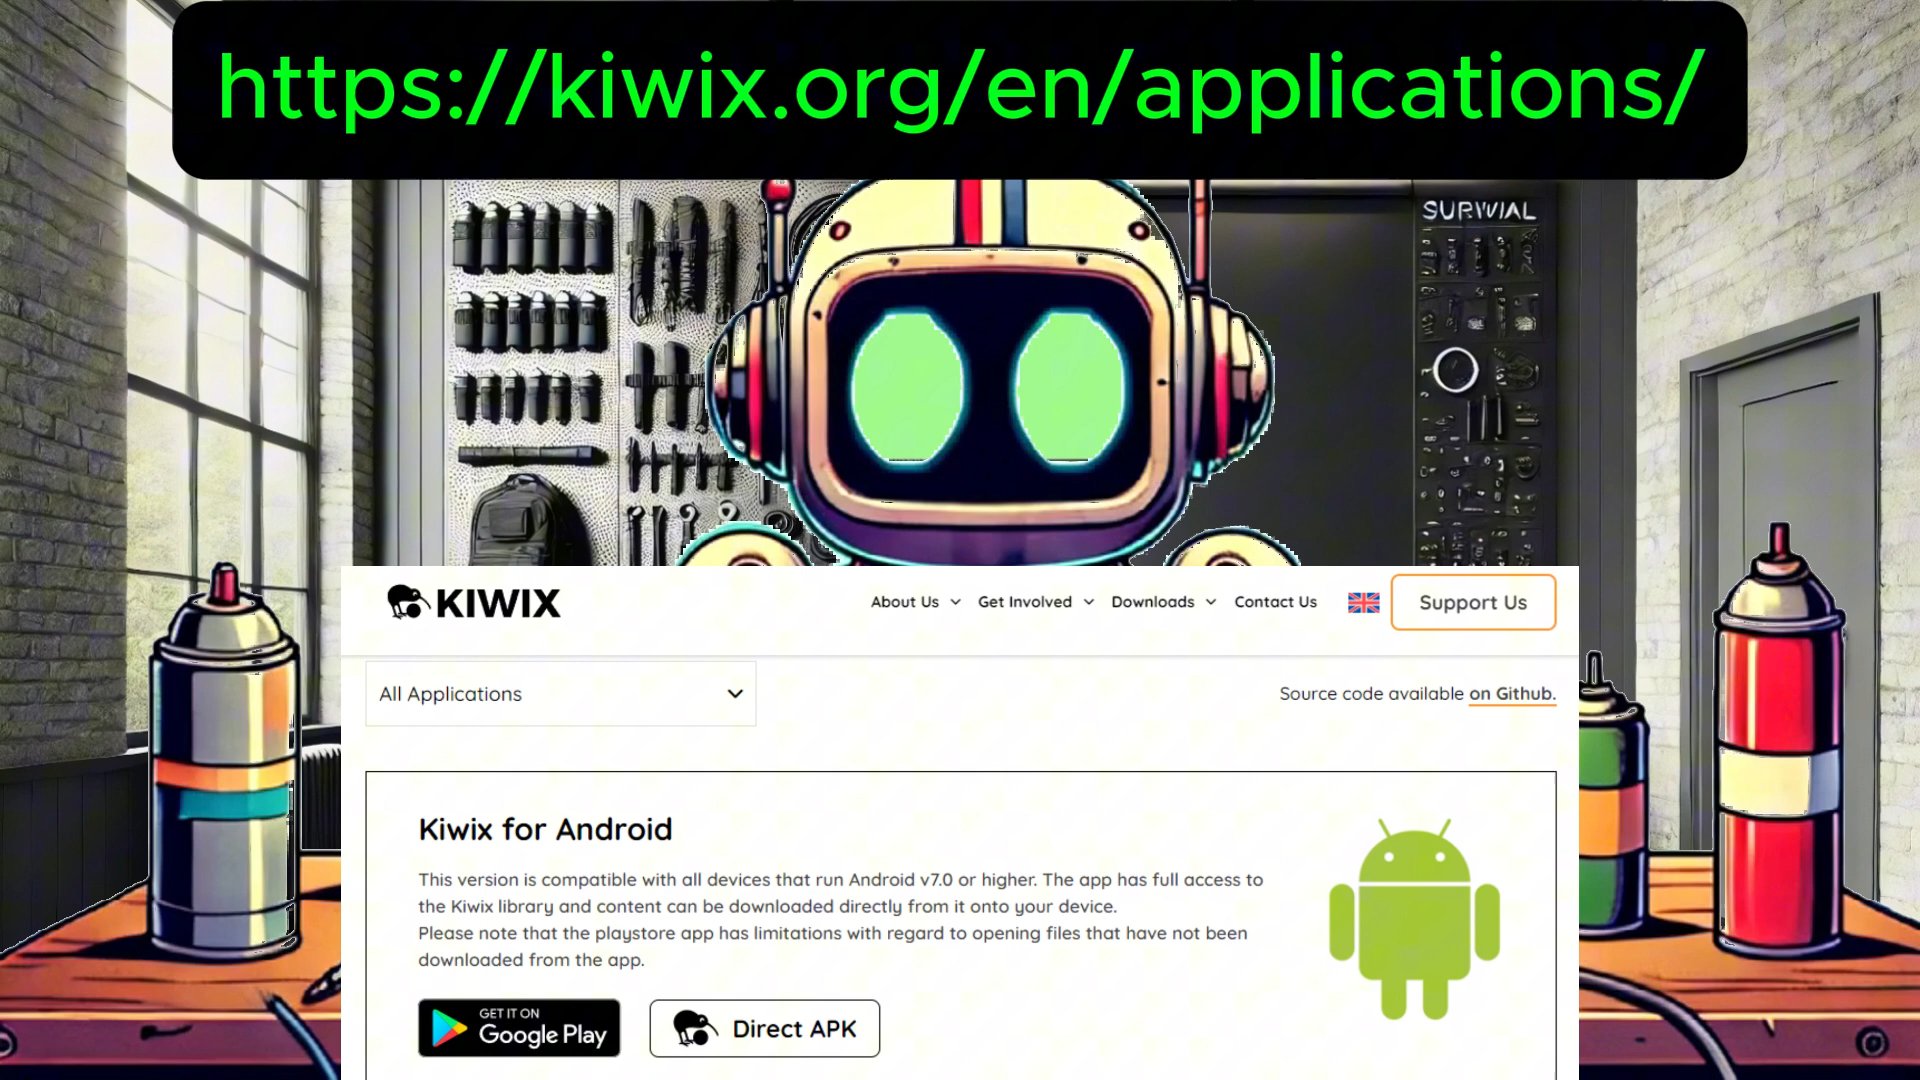 https://kiwix.org/en/applications/
SURVIVAL
KIWIX
About Us
Get Involved
Downloads
Contact Us
Support Us
All Applications
Source code available on Github.
Kiwix for Android
This version is compatible with all devices that run Android v7.0 or higher. The app has full access to
the Kiwix library and content can be downloaded directly from it onto your device.
Please note that the playstore app has limitations with regard to opening files that have not been
downloaded from the app.
GET IT ON
Google Play
Direct APK